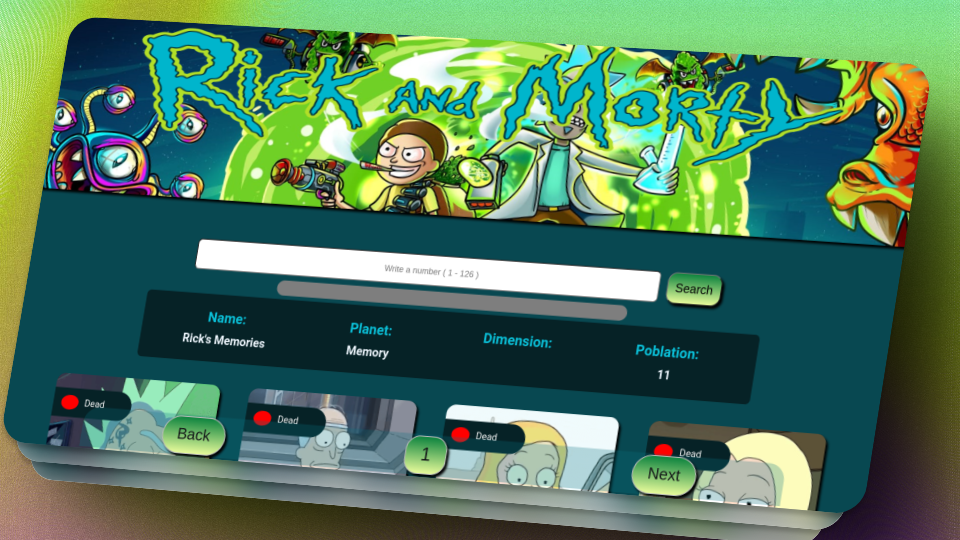 Rick and Morty
Write a number ( 1 - 126 )
Search
Name:
Rick's Memories
Planet:
Memory
Dimension:
Poblation:
11
Dead
Dead
Dead
Dead
Back
1
Next